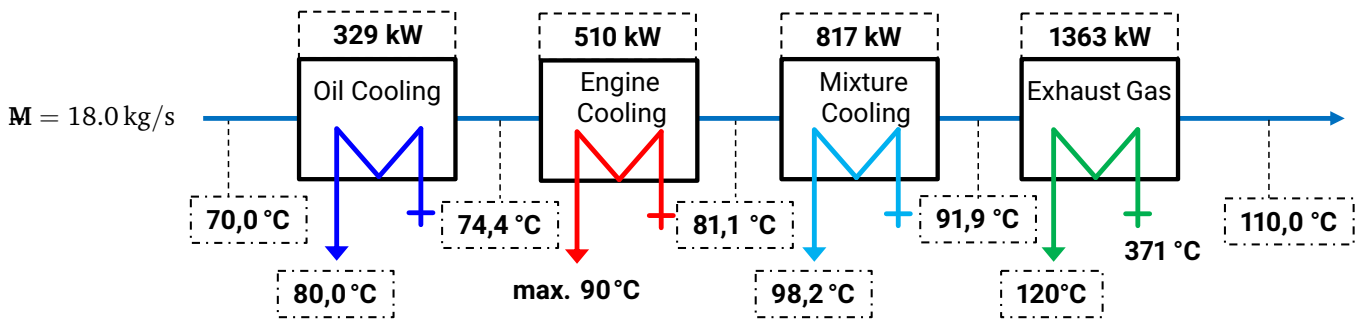 329 kW
510 kW
817 kW
1363 kW
Oil Cooling
Engine
Cooling
Mixture
Cooling
Exhaust Gas
M = 18.0 kg/s
70,0 °C
74,4 °C
81,1 °C
91,9 °C
110,0 °C
80,0 °C
max. 90 °C
98,2 °C
120°C
371 °C